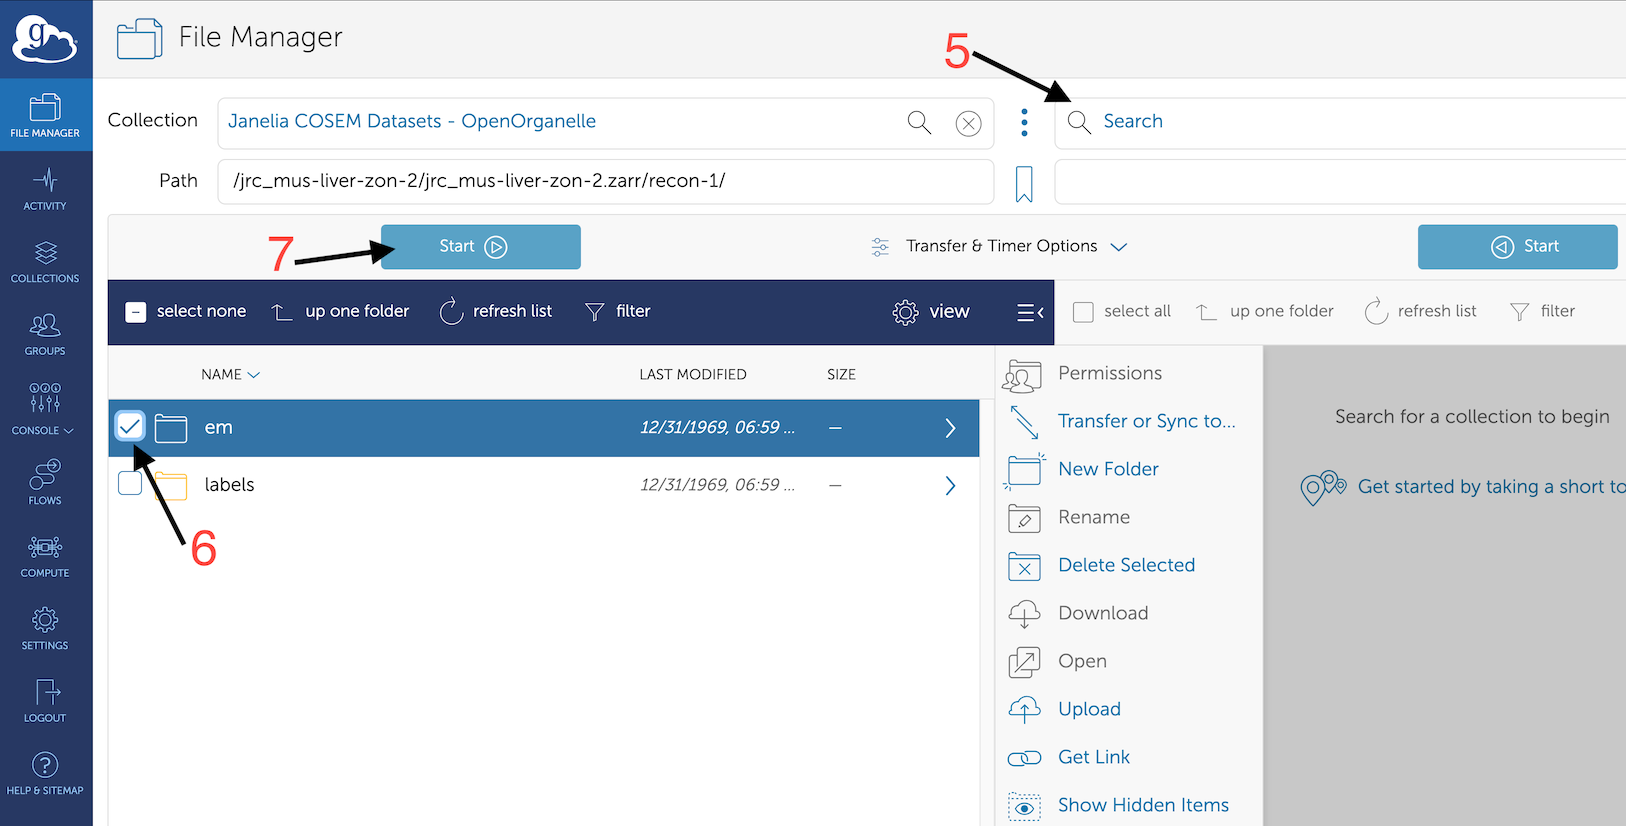 g
File Manager
5
FILE MANAGER
Collection
Janelia COSEM Datasets - OpenOrganelle
Search
Path
/jrc_mus-liver-zon-2/jrc_mus-liver-zon-2.zarr/recon-1/
ACTIVITY
7
Start
Transfer & Timer Options
Start
COLLECTIONS
select none
up one folder
refresh list
filter
view
select all
up one folder
refresh list
filter
GROUPS
NAME
LAST MODIFIED
SIZE
Permissions
CONSOLE
em
12/31/1969, 06:59 ...
—
Transfer or Sync to...
Search for a collection to begin
New Folder
labels
12/31/1969, 06:59 ...
—
Get started by taking a short to
FLOWS
Rename
6
Delete Selected
COMPUTE
Download
SETTINGS
Open
LOGOUT
Upload
Get Link
HELP & SITEMAP
Show Hidden Items